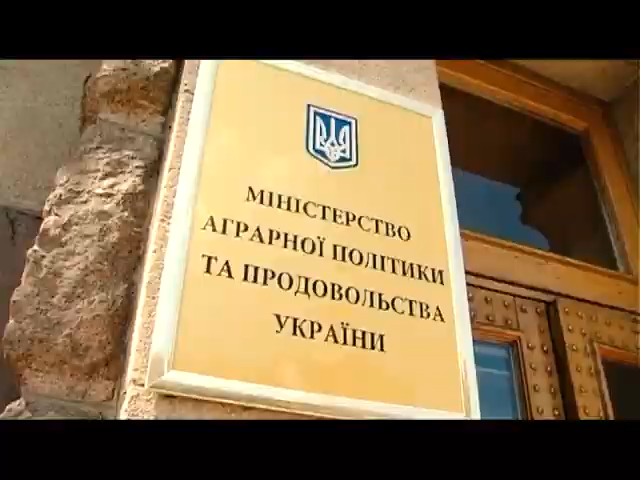 МІНІСТЕРСТВО
АГРАРНОЇ ПОЛІТИКИ
ТА ПРОДОВОЛЬСТВА
УКРАЇНИ